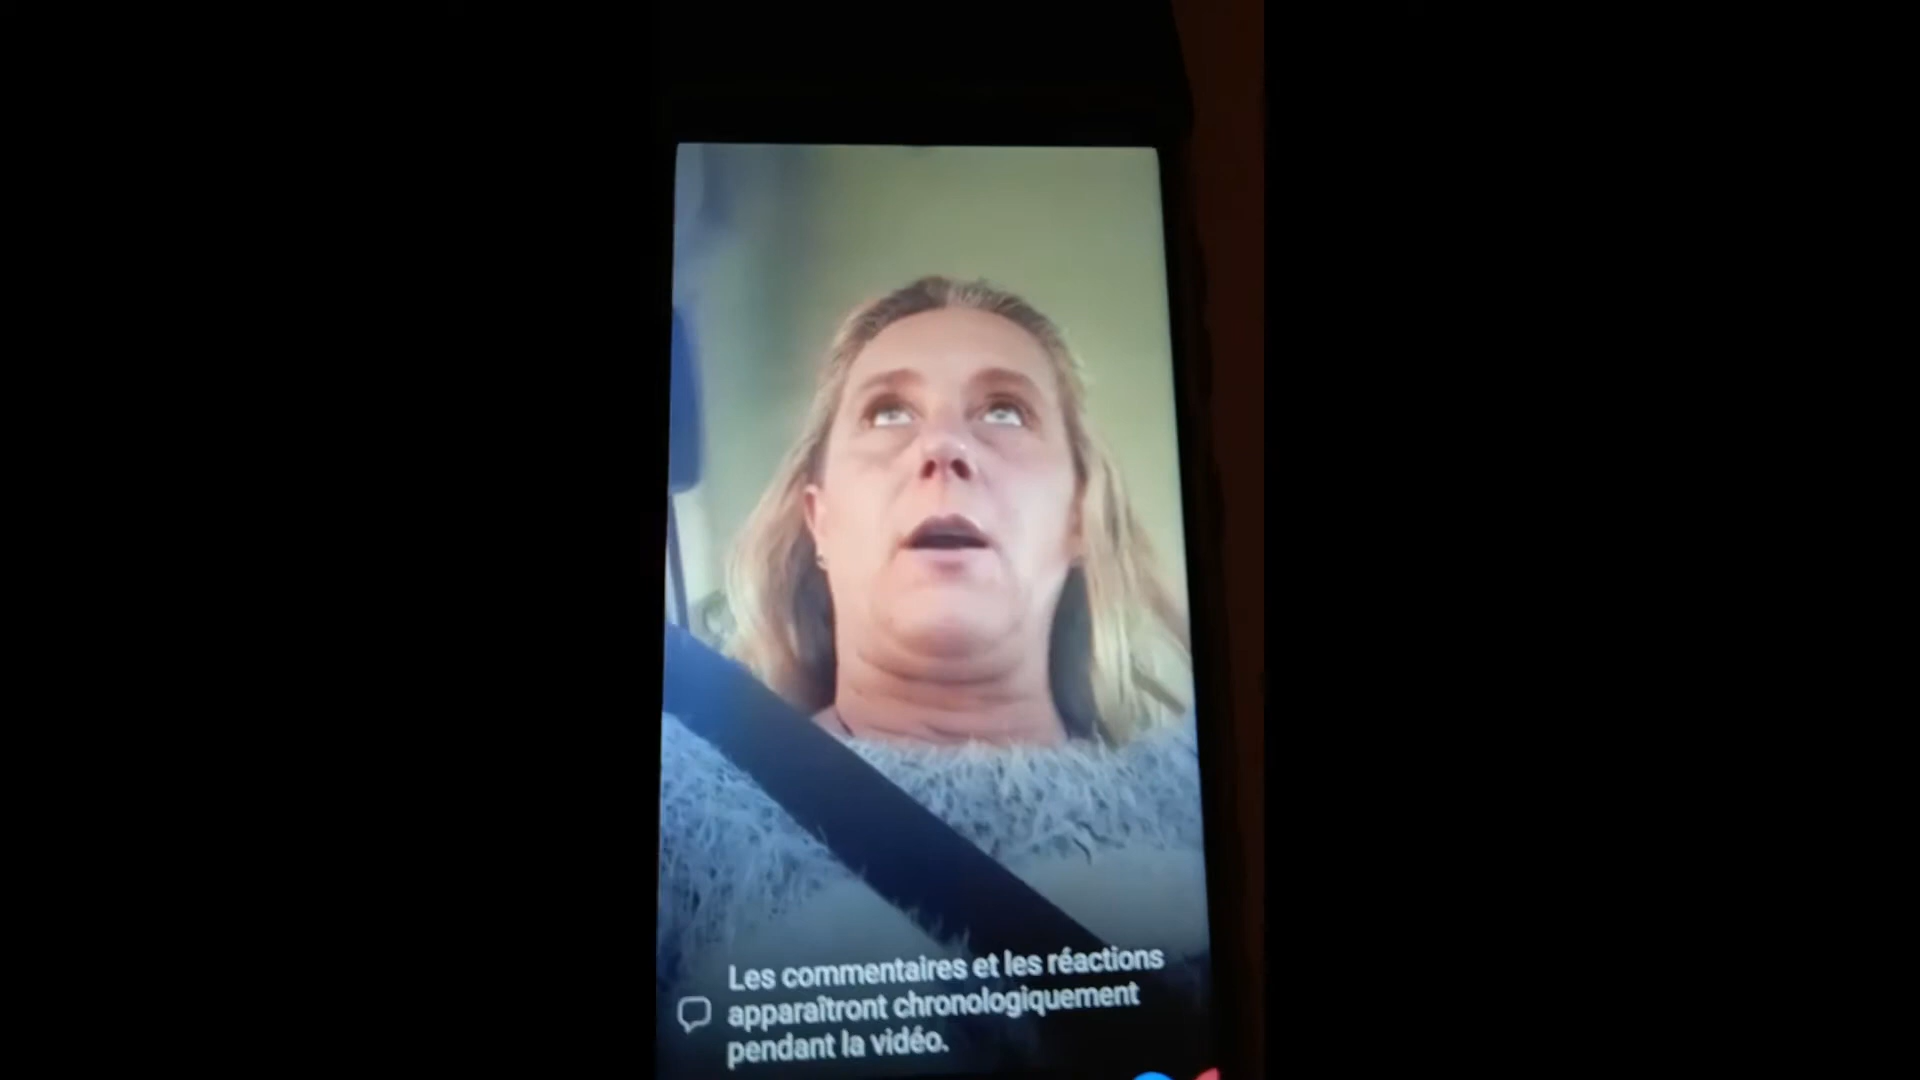 Les commentaires et les réactions
apparaîtront chronologiquement
pendant la vidéo.